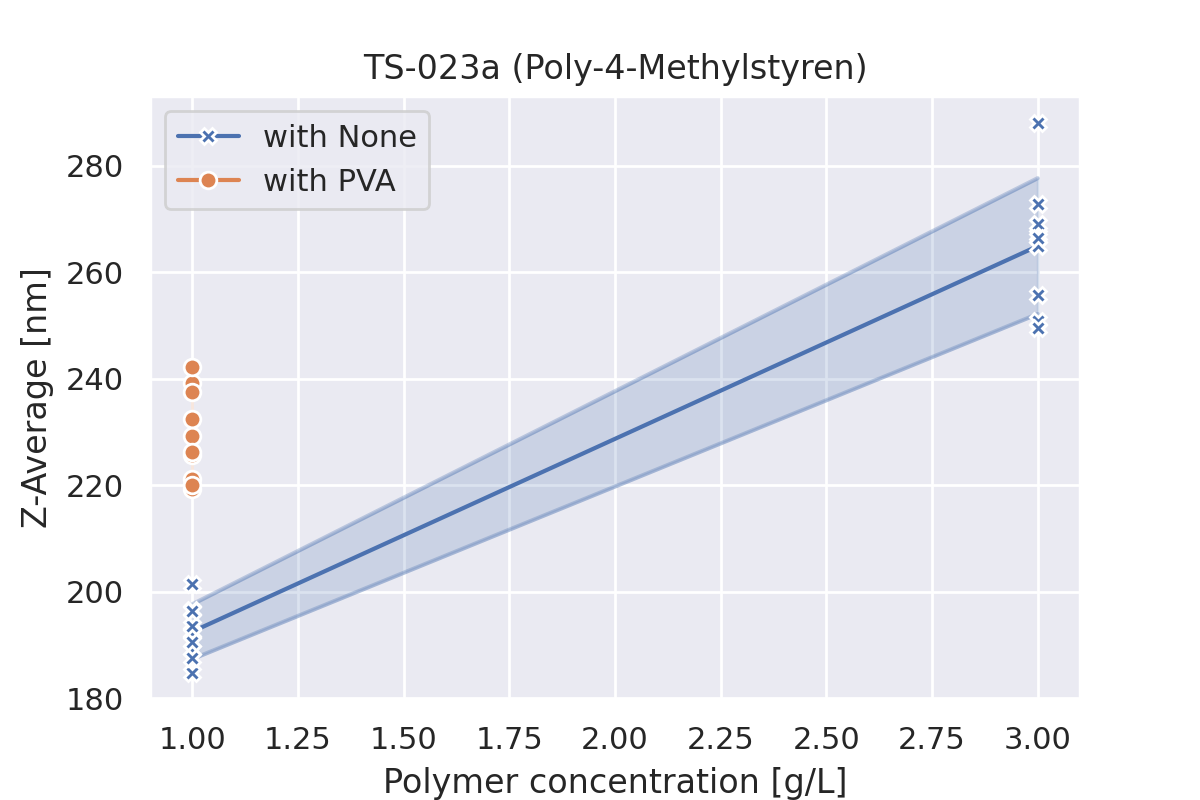 TS-023a (Poly-4-Methylstyren)
with None
with PVA
280
260
240
220
200
180
Z-Average [nm]
1.00 1.25 1.50 1.75 2.00 2.25 2.50 2.75 3.00
Polymer concentration [g/L]